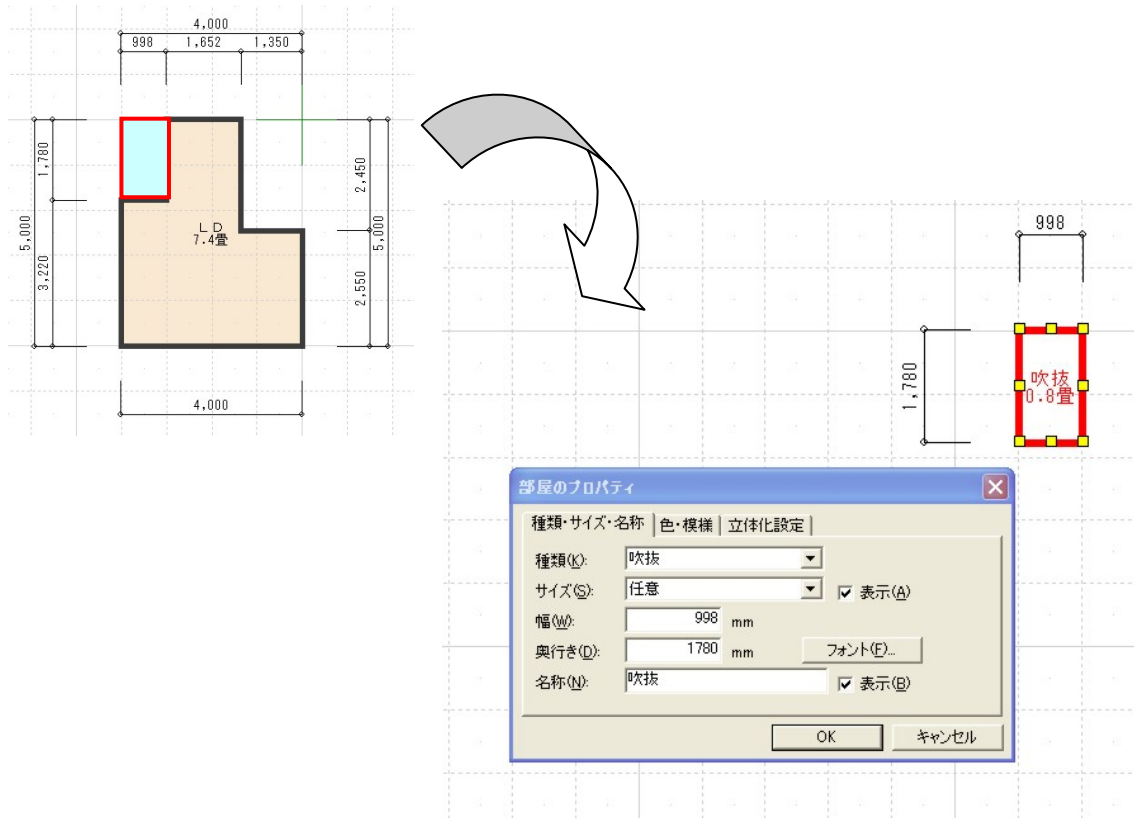 4,000
998
1,652
1,350
1,780
3,220
5,000
ＬＤ
7.4畳
2,450
2,550
5,000
4,000
998
1,780
吹抜
0.8畳
部屋のプロパティ
種類・サイズ・名称
色・模様
立体化設定
種類(K):
吹抜
サイズ(S):
任意
表示(A)
幅(W):
998
mm
奥行き(D):
1780
mm
フォント(F)...
名称(N):
吹抜
表示(B)
OK
キャンセル